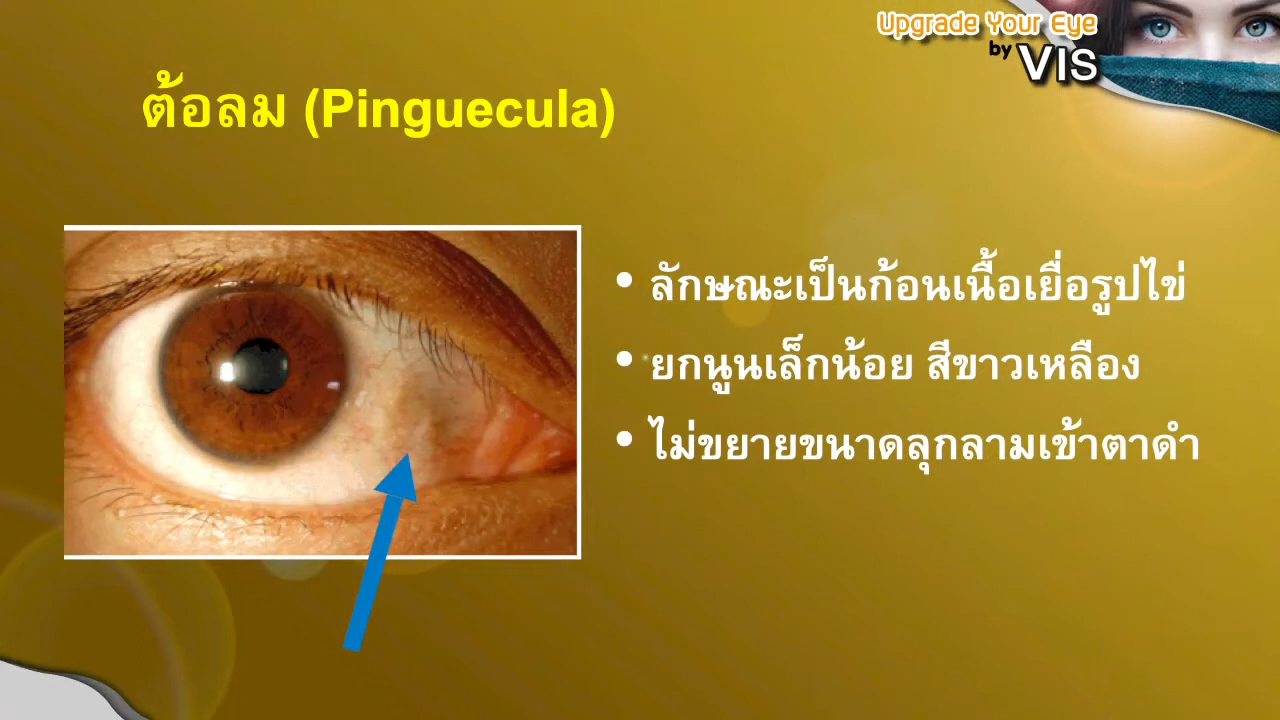 Upgrade Your Eye
by VIS
ต้อลม (Pinguecula)
• ลักษณะเป็นก้อนเนื้อเยื่อรูปไข่
• ยกนูนเล็กน้อย สีขาวเหลือง
• ไม่ขยายขนาดลุกลามเข้าตาดำ